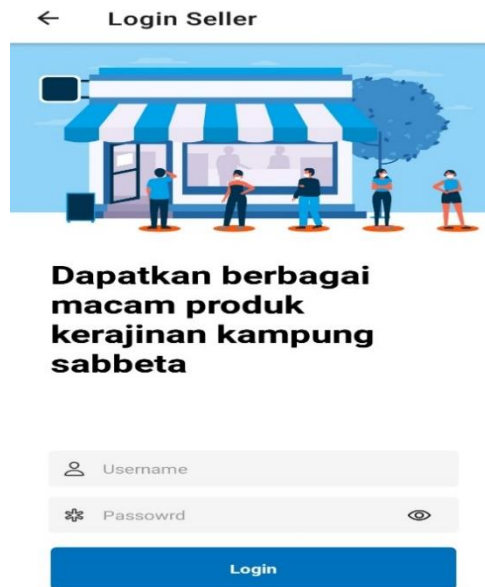 Login Seller
Dapatkan berbagai
macam produk
kerajinan kampung
sabbeta
Username
Passowrd
Login